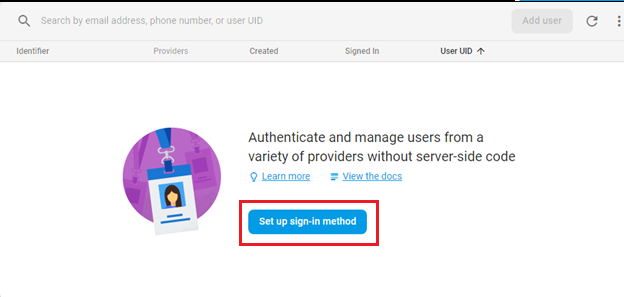 Search by email address, phone number, or user UID
Add user
Identifier Providers Created Signed In User UID
Authenticate and manage users from a
variety of providers without server-side code
Learn more View the docs
Set up sign-in method